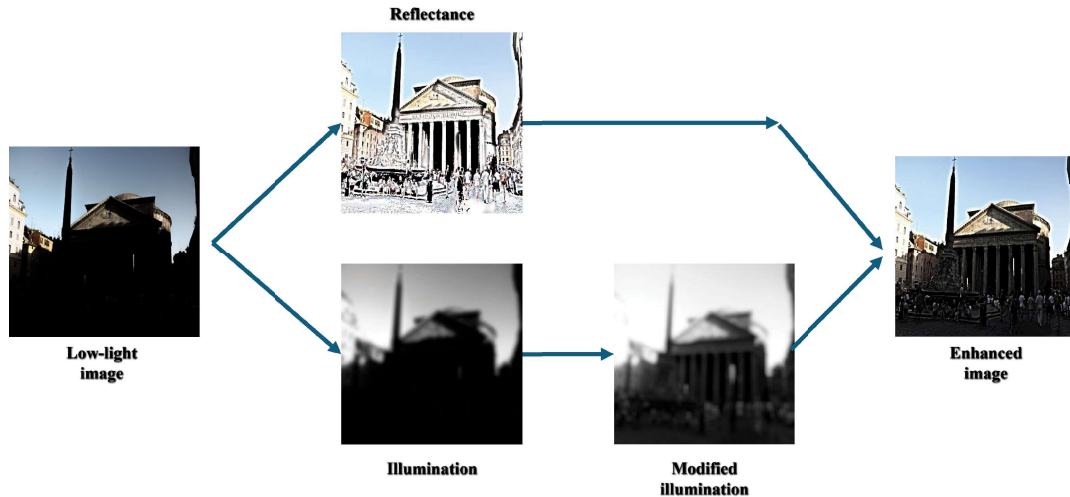 Reflectance
Low-light
image
Enhanced
image
Illumination
Modified
illumination